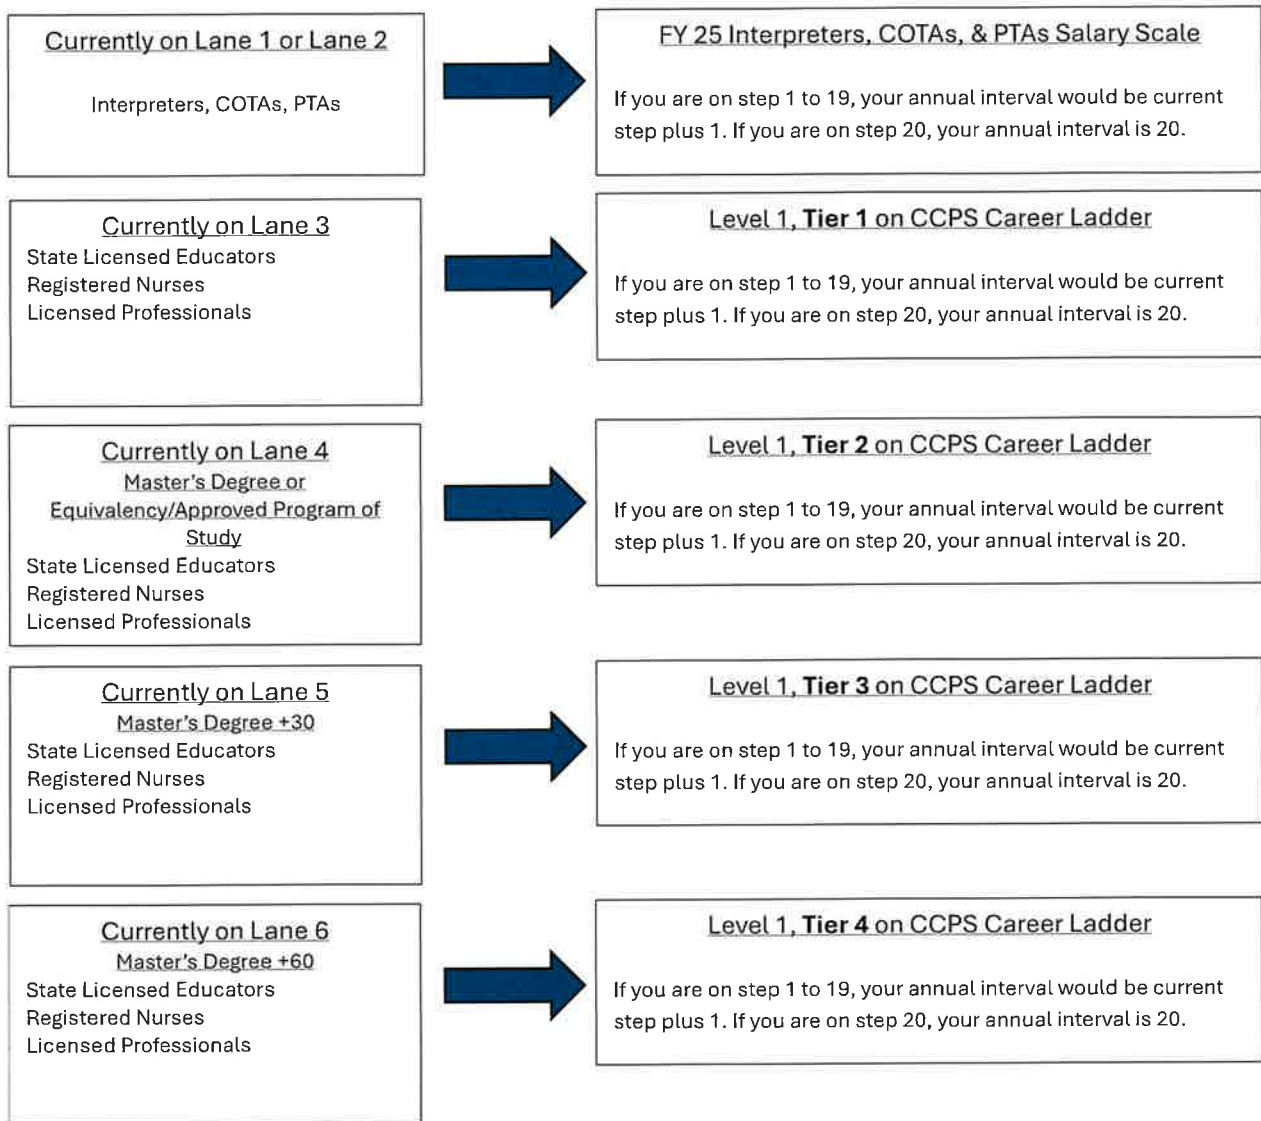 Currently on Lane 1 or Lane 2
Interpreters, COTAs, PTAs
FY 25 Interpreters, COTAs, & PTAs Salary Scale
If you are on step 1 to 19, your annual interval would be current
step plus 1. If you are on step 20, your annual interval is 20.
Currently on Lane 3
State Licensed Educators
Registered Nurses
Licensed Professionals
Level 1, Tier 1 on CCPS Career Ladder
If you are on step 1 to 19, your annual interval would be current
step plus 1. If you are on step 20, your annual interval is 20.
Currently on Lane 4
Master's Degree or
Equivalency/Approved Program of
Study
State Licensed Educators
Registered Nurses
Licensed Professionals
Level 1, Tier 2 on CCPS Career Ladder
If you are on step 1 to 19, your annual interval would be current
step plus 1. If you are on step 20, your annual interval is 20.
Currently on Lane 5
Master's Degree +30
State Licensed Educators
Registered Nurses
Licensed Professionals
Level 1, Tier 3 on CCPS Career Ladder
If you are on step 1 to 19, your annual interval would be current
step plus 1. If you are on step 20, your annual interval is 20.
Currently on Lane 6
Master's Degree +60
State Licensed Educators
Registered Nurses
Licensed Professionals
Level 1, Tier 4 on CCPS Career Ladder
If you are on step 1 to 19, your annual interval would be current
step plus 1. If you are on step 20, your annual interval is 20.